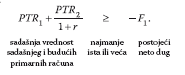 PTR₁ + PTR₂ / (1 + r) ≥ −F₁.
sadašnja vrednost najmanje postojeći
sadašnjeg i budućih ista ili veća neto dug
primarnih računa